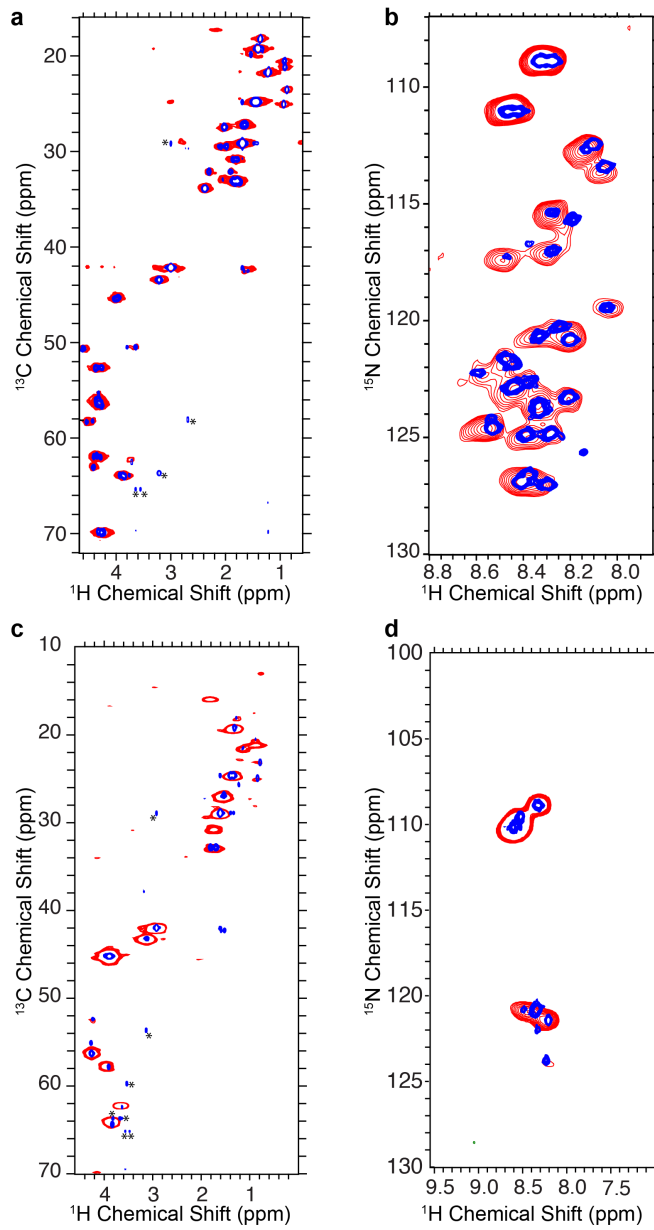 a
20
30
40
50
60
70
¹³C Chemical Shift (ppm)
*
*
*
* *
4 3 2 1
¹H Chemical Shift (ppm)
b
110
115
120
125
130
¹⁵N Chemical Shift (ppm)
8.8 8.6 8.4 8.2 8.0
¹H Chemical Shift (ppm)
c
10
20
30
40
50
60
70
¹³C Chemical Shift (ppm)
*
*
*
*
*
**
4 3 2 1
¹H Chemical Shift (ppm)
d
100
105
110
115
120
125
130
¹⁵N Chemical Shift (ppm)
9.5 9.0 8.5 8.0 7.5
¹H Chemical Shift (ppm)